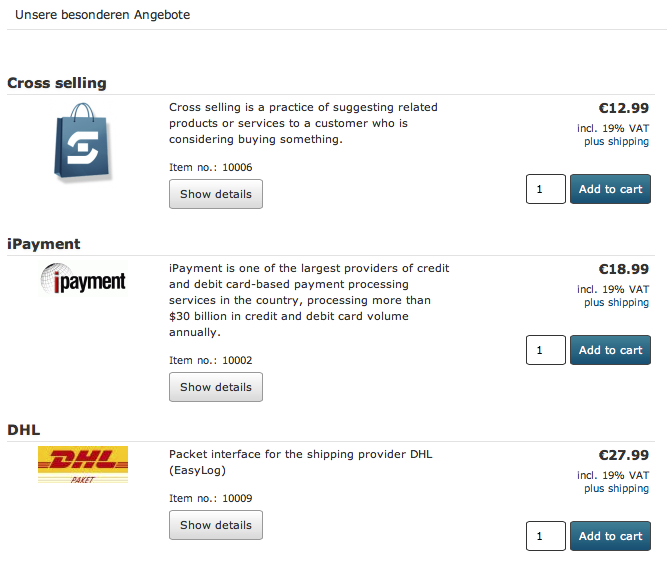 Unsere besonderen Angebote
Cross selling
Cross selling is a practice of suggesting related
products or services to a customer who is
considering buying something.
Item no.: 10006
Show details
€12.99
incl. 19% VAT
plus shipping
1
Add to cart
iPayment
ipayment
iPayment is one of the largest providers of credit
and debit card-based payment processing
services in the country, processing more than
$30 billion in credit and debit card volume
annually.
Item no.: 10002
Show details
€18.99
incl. 19% VAT
plus shipping
1
Add to cart
DHL
DHL
PAKET
Packet interface for the shipping provider DHL
(EasyLog)
Item no.: 10009
Show details
€27.99
incl. 19% VAT
plus shipping
1
Add to cart